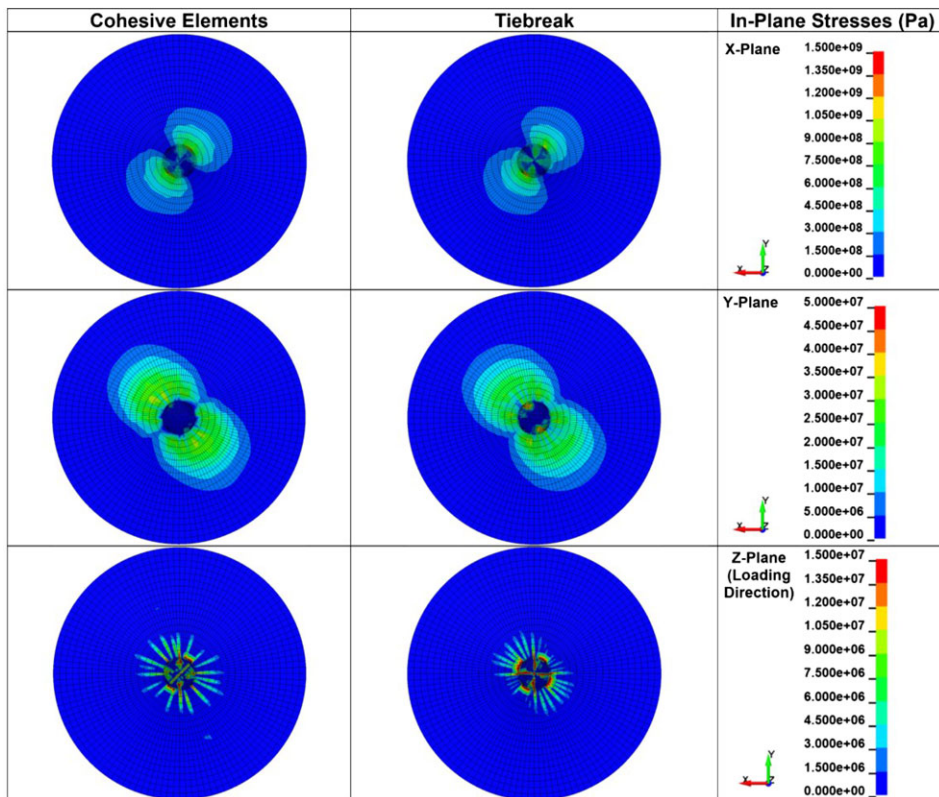 Cohesive Elements
Tiebreak
In-Plane Stresses (Pa)
X-Plane
1.500e+09
1.350e+09
1.200e+09
1.050e+09
9.000e+08
7.500e+08
6.000e+08
4.500e+08
3.000e+08
1.500e+08
0.000e+00
Y
X
Z
Y-Plane
5.000e+07
4.500e+07
4.000e+07
3.500e+07
3.000e+07
2.500e+07
2.000e+07
1.500e+07
1.000e+07
5.000e+06
0.000e+00
Y
X
Z
Z-Plane
(Loading
Direction)
1.500e+07
1.350e+07
1.200e+07
1.050e+07
9.000e+06
7.500e+06
6.000e+06
4.500e+06
3.000e+06
1.500e+06
0.000e+00
Y
X
Z